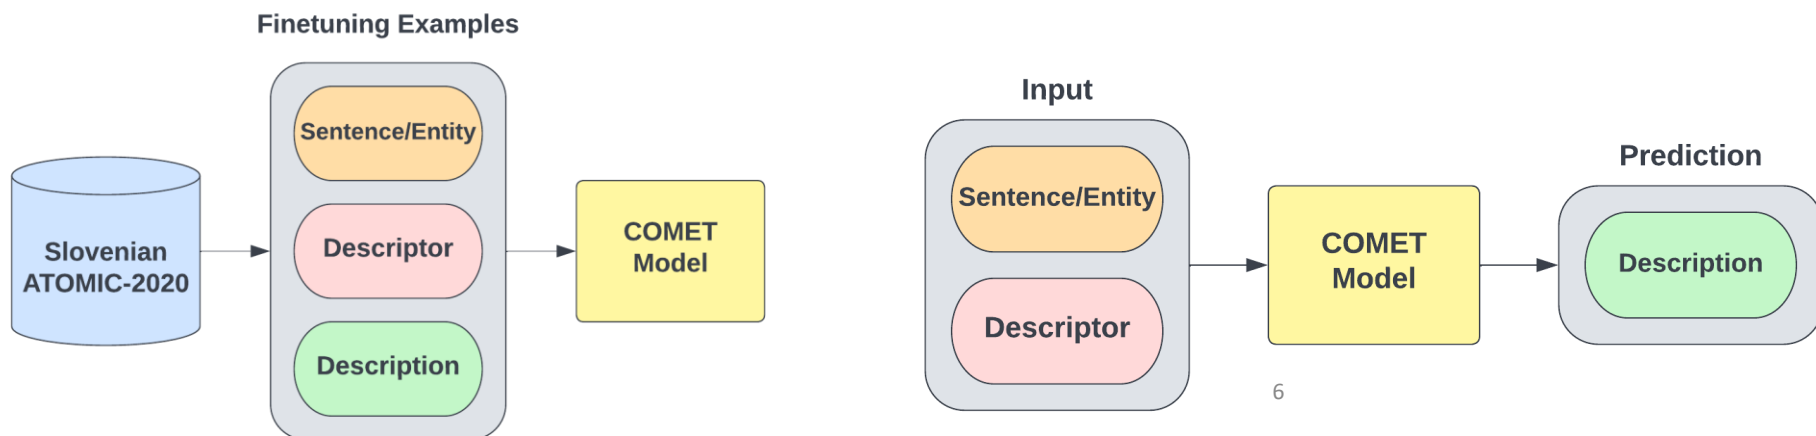 Finetuning Examples
Sentence/Entity
Descriptor
Description
Slovenian
ATOMIC-2020
COMET
Model
Input
Sentence/Entity
Descriptor
COMET
Model
Prediction
Description
6